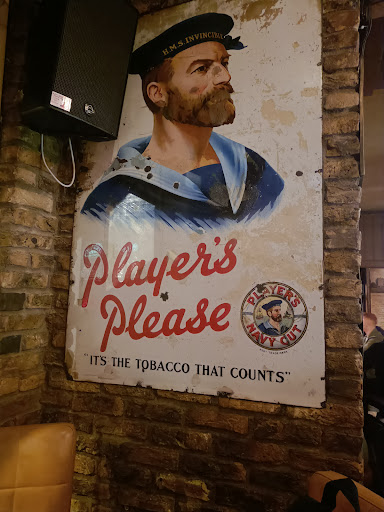 H.M.S. INVINCIBLE
Player's
Please
PLAYER'S
NAVY CUT
"IT'S THE TOBACCO THAT COUNTS"